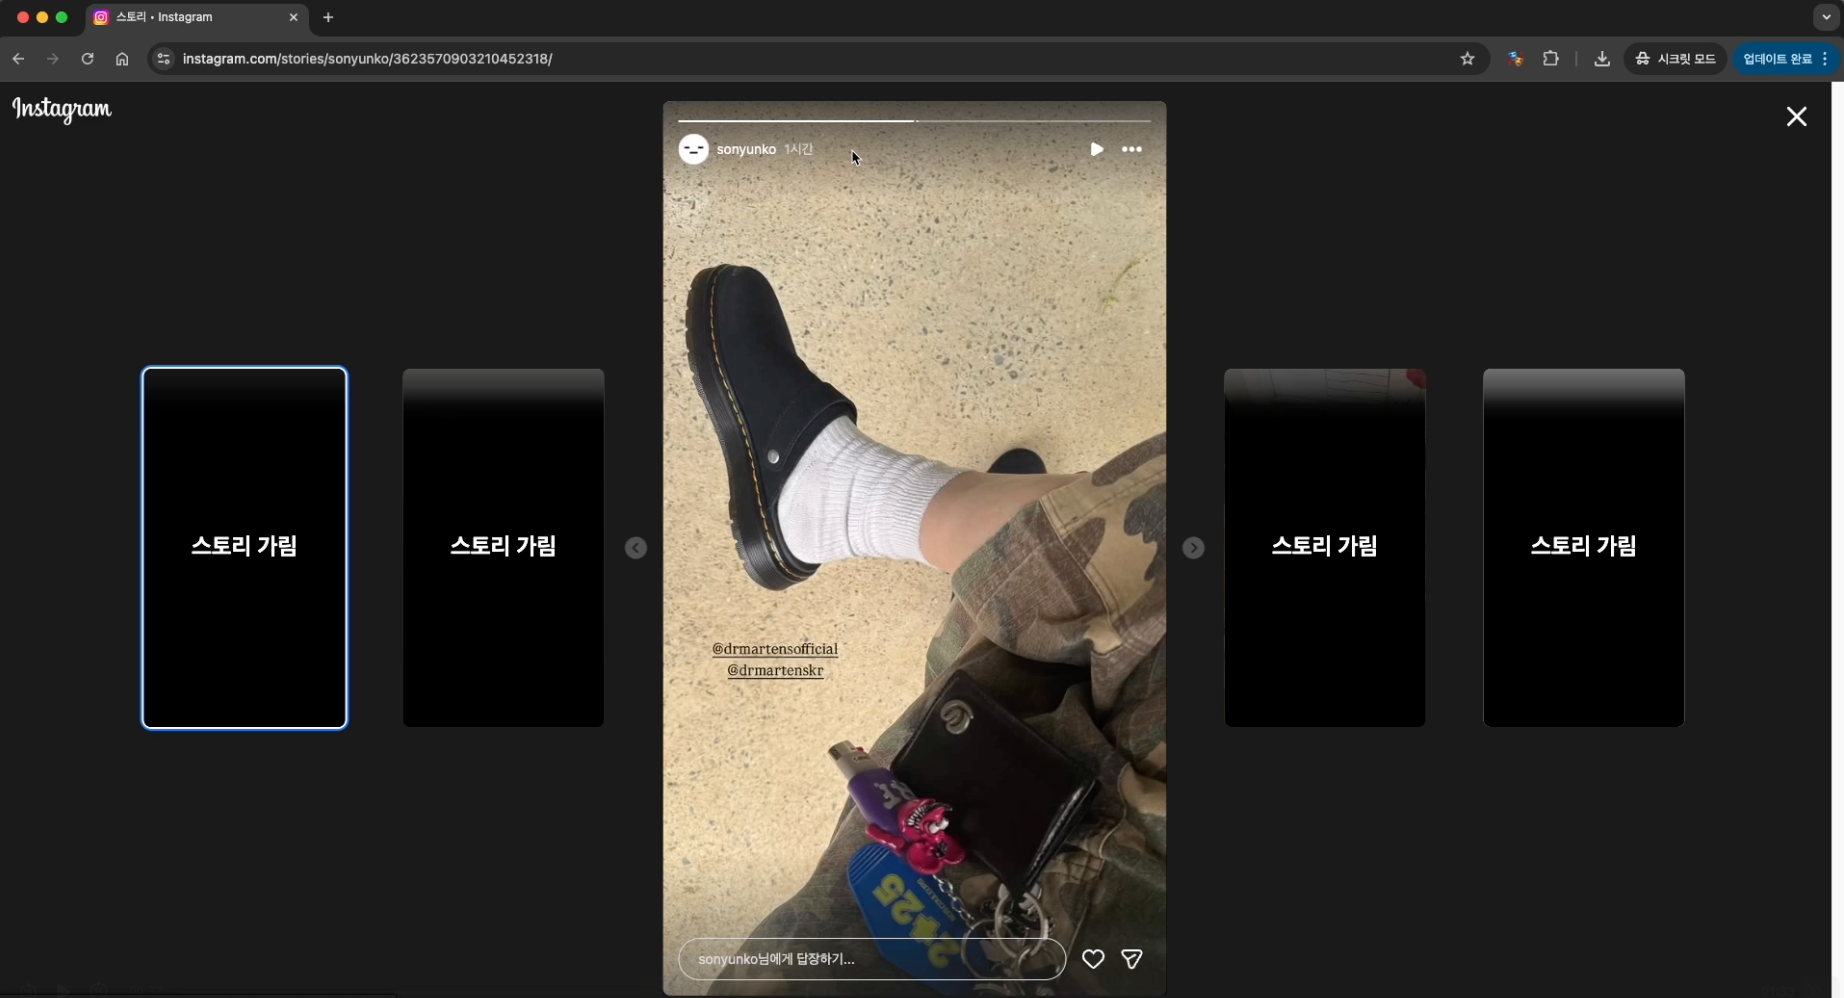 스토리 • Instagram
instagram.com/stories/sonyunko/3623570903210452318/
시크릿 모드
업데이트 완료
Instagram
sonyunko 1시간
스토리 가림
스토리 가림
스토리 가림
스토리 가림
@drmartensofficial
@drmartenskr
2425
sonyunko님에게 답장하기...